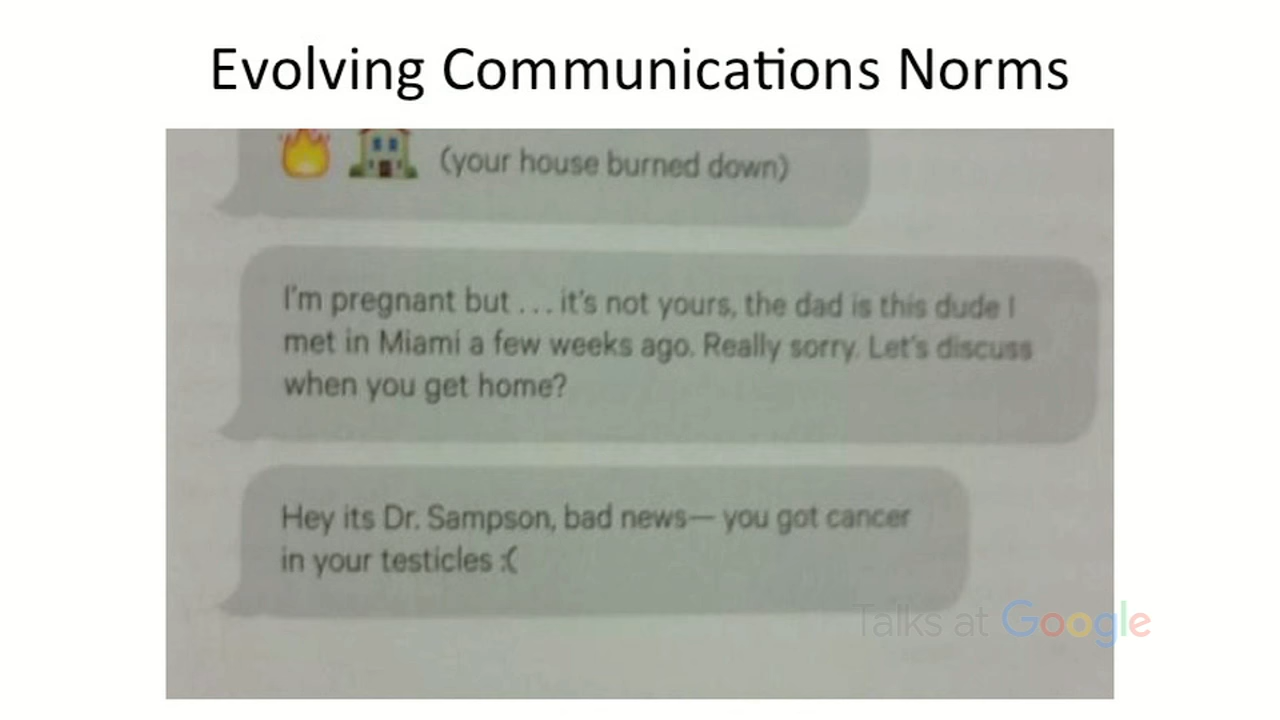 Evolving Communications Norms
🔥 🏠 (your house burned down)
I'm pregnant but . . . it's not yours, the dad is this dude I
met in Miami a few weeks ago. Really sorry. Let's discuss
when you get home?
Hey its Dr. Sampson, bad news— you got cancer
in your testicles :(
Talks at Google